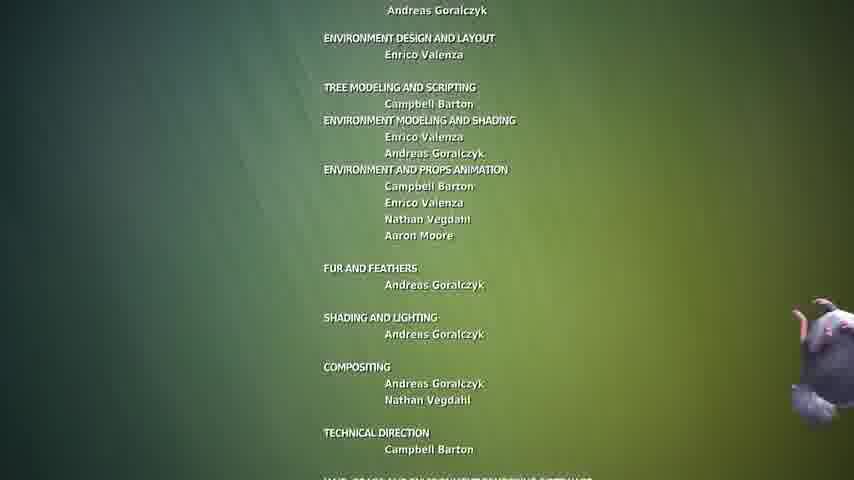 Andreas Goralczyk
ENVIRONMENT DESIGN AND LAYOUT
Enrico Valenza
TREE MODELING AND SCRIPTING
Campbell Barton
ENVIRONMENT MODELING AND SHADING
Enrico Valenza
Andreas Goralczyk
ENVIRONMENT AND PROPS ANIMATION
Campbell Barton
Enrico Valenza
Nathan Vegdahl
Aaron Moore
FUR AND FEATHERS
Andreas Goralczyk
SHADING AND LIGHTING
Andreas Goralczyk
COMPOSITING
Andreas Goralczyk
Nathan Vegdahl
TECHNICAL DIRECTION
Campbell Barton